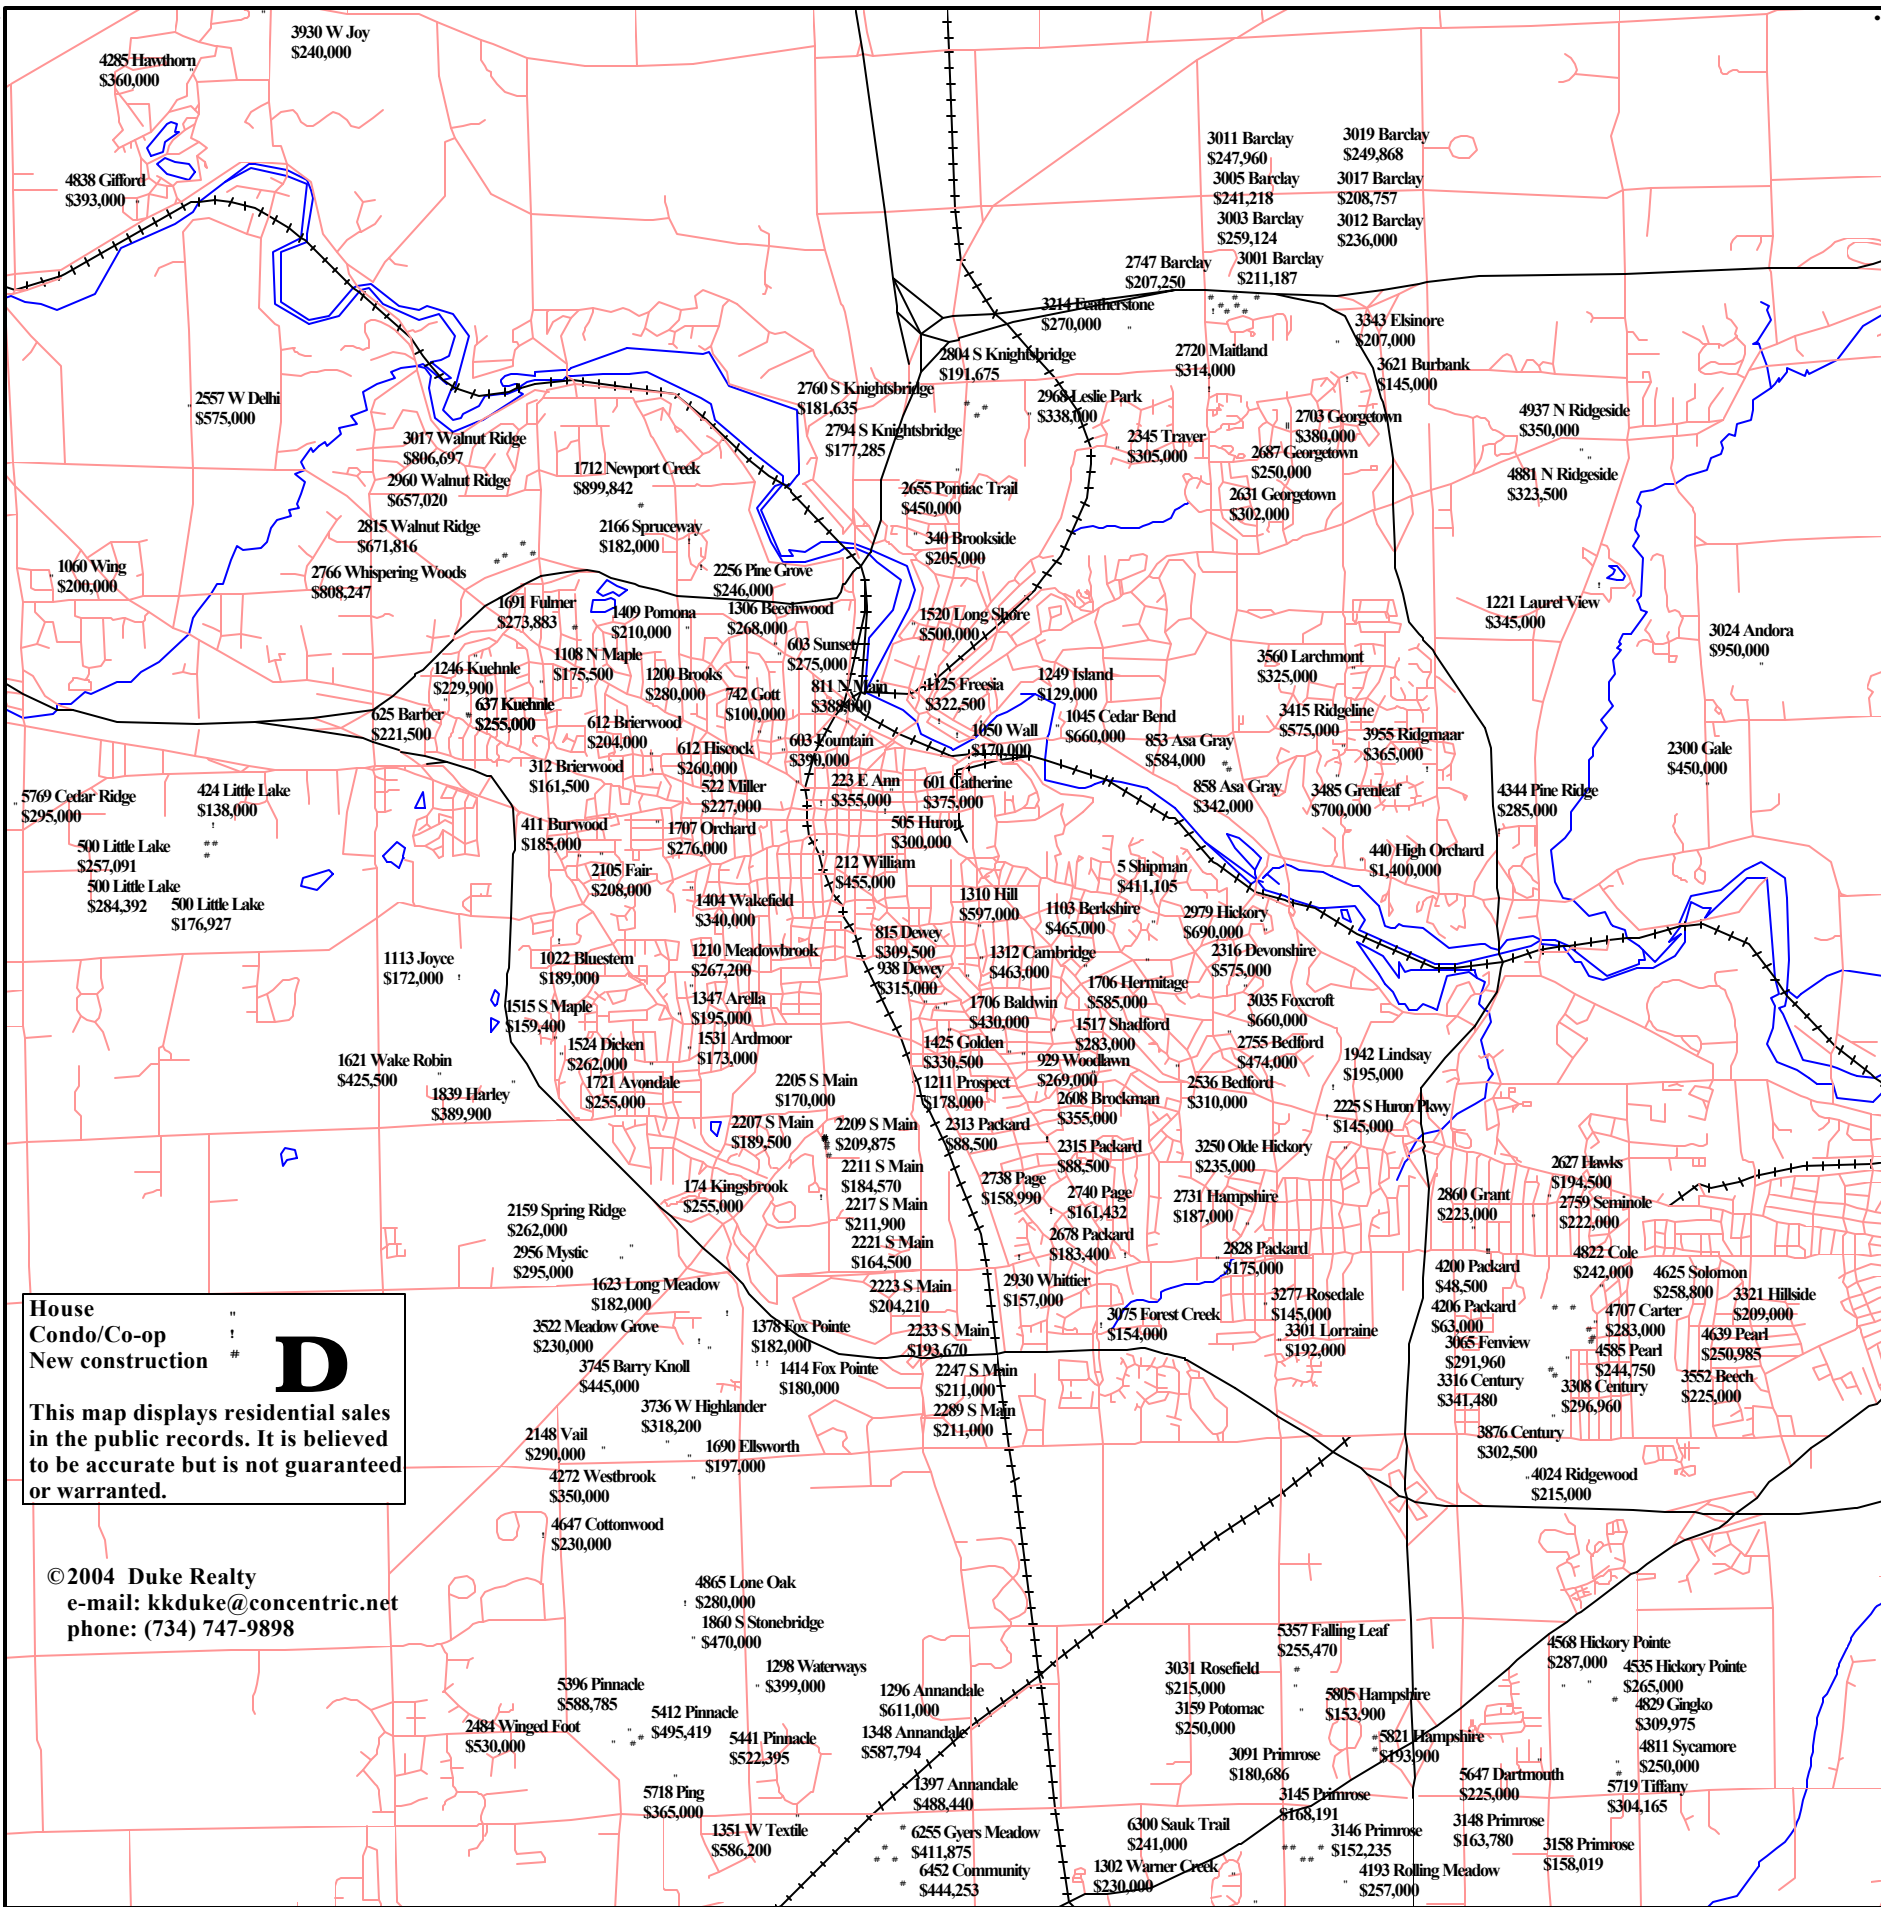 3930 W Joy
$240,000
4285 Hawthorn
$360,000
4838 Gifford
$393,000
3011 Barclay
$247,960
3019 Barclay
$249,868
3005 Barclay
$241,218
3017 Barclay
$208,757
3003 Barclay
$259,124
3012 Barclay
$236,000
2747 Barclay
$207,250
3001 Barclay
$211,187
3214 Featherstone
$270,000
3343 Elsinore
$207,000
2804 S Knightsbridge
$191,675
2720 Maitland
$314,000
3621 Burbank
$145,000
2557 W Delhi
$575,000
2760 S Knightsbridge
$181,635
2968 Leslie Park
$338,000
2703 Georgetown
$380,000
4937 N Ridgeside
$350,000
3017 Walnut Ridge
$806,697
2794 S Knightsbridge
$177,285
2345 Traver
$305,000
2687 Georgetown
$250,000
2960 Walnut Ridge
$657,020
1712 Newport Creek
$899,842
2655 Pontiac Trail
$450,000
2631 Georgetown
$302,000
4881 N Ridgeside
$323,500
2815 Walnut Ridge
$671,816
2166 Spruceway
$182,000
340 Brookside
$205,000
1060 Wing
$200,000
2766 Whispering Woods
$808,247
2256 Pine Grove
$246,000
1691 Fulmer
$273,883
1409 Pomona
$210,000
1306 Beechwood
$268,000
1520 Long Shore
$500,000
1221 Laurel View
$345,000
3024 Andora
$950,000
603 Sunset
$275,000
1246 Kuehnle
$229,900
1108 N Maple
$175,500
1200 Brooks
$280,000
742 Gott
$100,000
811 N Main
$388,000
1125 Freesia
$322,500
1249 Island
$129,000
3560 Larchmont
$325,000
625 Barber
$221,500
637 Kuehnle
$255,000
612 Brierwood
$204,000
612 Hiscock
$260,000
603 Fountain
$390,000
1050 Wall
$170,000
1045 Cedar Bend
$660,000
853 Asa Gray
$584,000
3415 Ridgeline
$575,000
3955 Ridgmaar
$365,000
2300 Gale
$450,000
312 Brierwood
$161,500
522 Miller
$227,000
223 E Ann
$355,000
601 Catherine
$375,000
858 Asa Gray
$342,000
3485 Grenleaf
$700,000
4344 Pine Ridge
$285,000
5769 Cedar Ridge
$295,000
424 Little Lake
$138,000
411 Burwood
$185,000
1707 Orchard
$276,000
505 Huron
$300,000
500 Little Lake
$257,091
500 Little Lake
$284,392
500 Little Lake
$176,927
2105 Fair
$208,000
212 William
$455,000
5 Shipman
$411,105
440 High Orchard
$1,400,000
1404 Wakefield
$340,000
1310 Hill
$597,000
1103 Berkshire
$465,000
2979 Hickory
$690,000
815 Dewey
$309,500
1113 Joyce
$172,000
1022 Bluestem
$189,000
1210 Meadowbrook
$267,200
938 Dewey
$315,000
1312 Cambridge
$463,000
2316 Devonshire
$575,000
1706 Hermitage
$585,000
1515 S Maple
$159,400
1347 Arella
$195,000
1706 Baldwin
$430,000
3035 Foxcroft
$660,000
1517 Shadford
$283,000
1524 Dicken
$262,000
1531 Ardmoor
$173,000
1425 Golden
$330,500
2755 Bedford
$474,000
1621 Wake Robin
$425,500
929 Woodlawn
$269,000
1942 Lindsay
$195,000
1839 Harley
$389,900
1721 Avondale
$255,000
2205 S Main
$170,000
1211 Prospect
$178,000
2608 Brockman
$355,000
2536 Bedford
$310,000
2225 S Huron Pkwy
$145,000
2207 S Main
$189,500
2209 S Main
$209,875
2313 Packard
$88,500
2315 Packard
$88,500
3250 Olde Hickory
$235,000
2211 S Main
$184,570
2627 Hawks
$194,500
174 Kingsbrook
$255,000
2738 Page
$158,990
2740 Page
$161,432
2731 Hampshire
$187,000
2860 Grant
$223,000
2759 Seminole
$222,000
2159 Spring Ridge
$262,000
2217 S Main
$211,900
2221 S Main
$164,500
2678 Packard
$183,400
2828 Packard
$175,000
2956 Mystic
$295,000
4822 Cole
$242,000
4200 Packard
$48,500
4625 Solomon
$258,800
1623 Long Meadow
$182,000
2223 S Main
$204,210
2930 Whittier
$157,000
3277 Rosedale
$145,000
3321 Hillside
$209,000
3075 Forest Creek
$154,000
4206 Packard
$63,000
4707 Carter
$283,000
3522 Meadow Grove
$230,000
1378 Fox Pointe
$182,000
2233 S Main
$193,670
3301 Lorraine
$192,000
3065 Fenview
$291,960
4639 Pearl
$250,985
4585 Pearl
$244,750
3745 Barry Knoll
$445,000
1414 Fox Pointe
$180,000
2247 S Main
$211,000
3316 Century
$341,480
3308 Century
$296,960
3552 Beech
$225,000
3736 W Highlander
$318,200
2289 S Main
$211,000
3876 Century
$302,500
2148 Vail
$290,000
1690 Ellsworth
$197,000
4272 Westbrook
$350,000
4024 Ridgewood
$215,000
4647 Cottonwood
$230,000
House "
Condo/Co-op !
New construction #
D
This map displays residential sales
in the public records. It is believed
to be accurate but is not guaranteed
or warranted.
©2004 Duke Realty
e-mail: kkduke@concentric.net
phone: (734) 747-9898
4865 Lone Oak
$280,000
1860 S Stonebridge
$470,000
5357 Falling Leaf
$255,470
4568 Hickory Pointe
$287,000
1298 Waterways
$399,000
3031 Rosefield
$215,000
4535 Hickory Pointe
$265,000
5396 Pinnacle
$588,785
1296 Annandale
$611,000
5805 Hampshire
$153,900
4829 Gingko
$309,975
5412 Pinnacle
$495,419
3159 Potomac
$250,000
2484 Winged Foot
$530,000
5441 Pinnacle
$522,395
1348 Annandale
$587,794
5821 Hampshire
$193,900
4811 Sycamore
$250,000
3091 Primrose
$180,686
5647 Dartmouth
$225,000
5718 Ping
$365,000
1397 Annandale
$488,440
3145 Primrose
$168,191
5719 Tiffany
$304,165
1351 W Textile
$586,200
6255 Gyers Meadow
$411,875
6300 Sauk Trail
$241,000
3146 Primrose
$152,235
3148 Primrose
$163,780
3158 Primrose
$158,019
6452 Community
$444,253
1302 Warner Creek
$230,000
4193 Rolling Meadow
$257,000